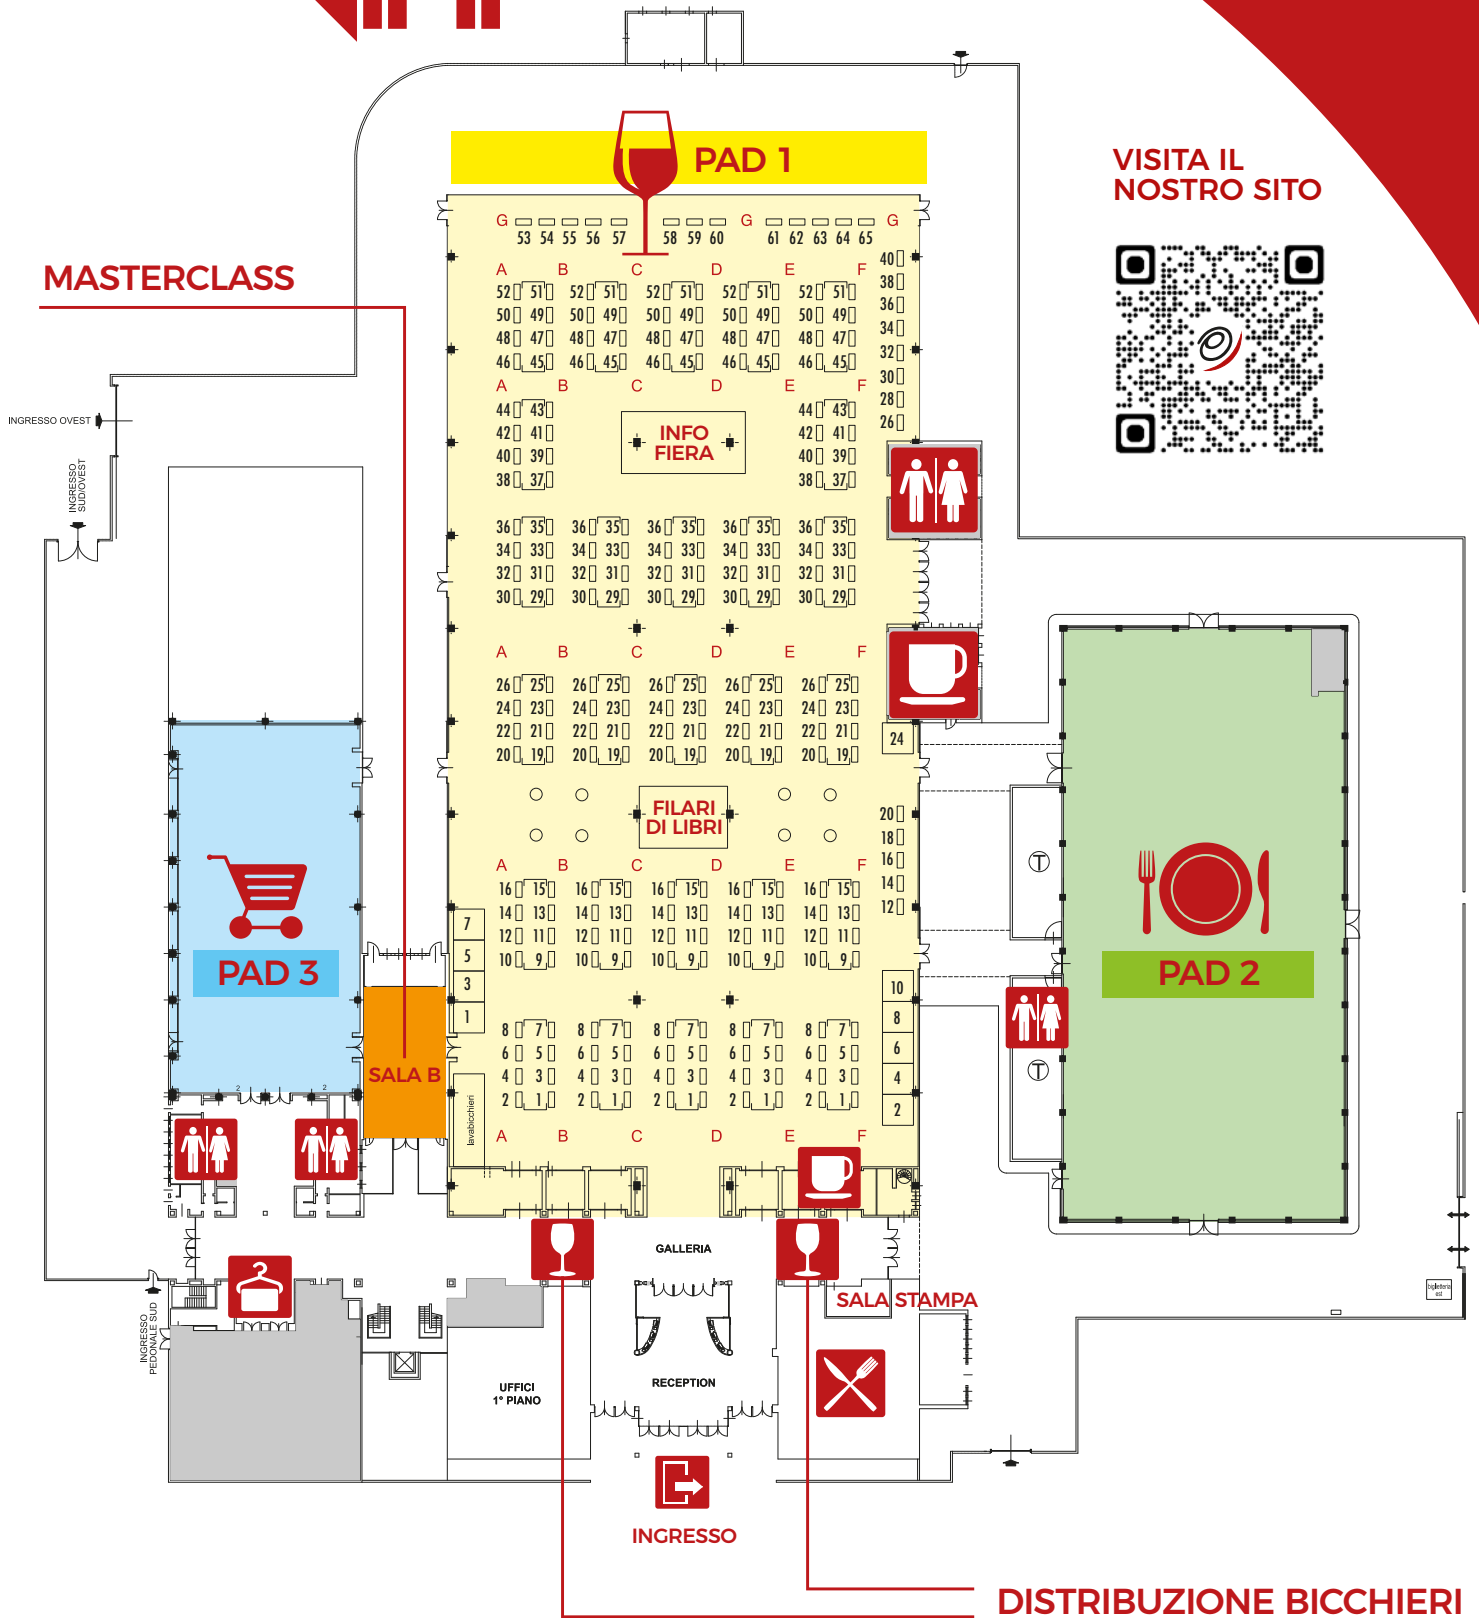 PAD 1
VISITA IL
NOSTRO SITO
MASTERCLASS
G 53 54 55 56 57 58 59 60 G 61 62 63 64 65 G
A B C D E F 40
38
52 51 52 51 52 51 52 51 52 51
36
50 49 50 49 50 49 50 49 50 49
34
48 47 48 47 48 47 48 47 48 47
32
46 45 46 45 46 45 46 45 46 45
30
A B C D E F
28
44 43 44 43
26
42 41 INFO 42 41
40 39 FIERA 40 39
38 37 38 37
INGRESSO OVEST
INGRESSO
SUD/OVEST
36 35 36 35 36 35 36 35 36 35
34 33 34 33 34 33 34 33 34 33
32 31 32 31 32 31 32 31 32 31
30 29 30 29 30 29 30 29 30 29
A B C D E F
26 25 26 25 26 25 26 25 26 25
24 23 24 23 24 23 24 23 24 23
22 21 22 21 22 21 22 21 22 21
24
20 19 20 19 20 19 20 19 20 19
FILARI
DI LIBRI
20
18
16
14
12
A B C D E F
16 15 16 15 16 15 16 15 16 15
14 13 14 13 14 13 14 13 14 13
12 11 12 11 12 11 12 11 12 11
10 9 10 9 10 9 10 9 10 9
7
5
3
1
10
8
6
4
2
8 7 8 7 8 7 8 7 8 7
6 5 6 5 6 5 6 5 6 5
4 3 4 3 4 3 4 3 4 3
2 1 2 1 2 1 2 1 2 1
A B C D E F
PAD 3
PAD 2
T
T
SALA B
2 2
lavabicchieri
GALLERIA
SALA STAMPA
biglietteria
est
INGRESSO
PEDONALE SUD
UFFICI
1° PIANO
RECEPTION
INGRESSO
DISTRIBUZIONE BICCHIERI